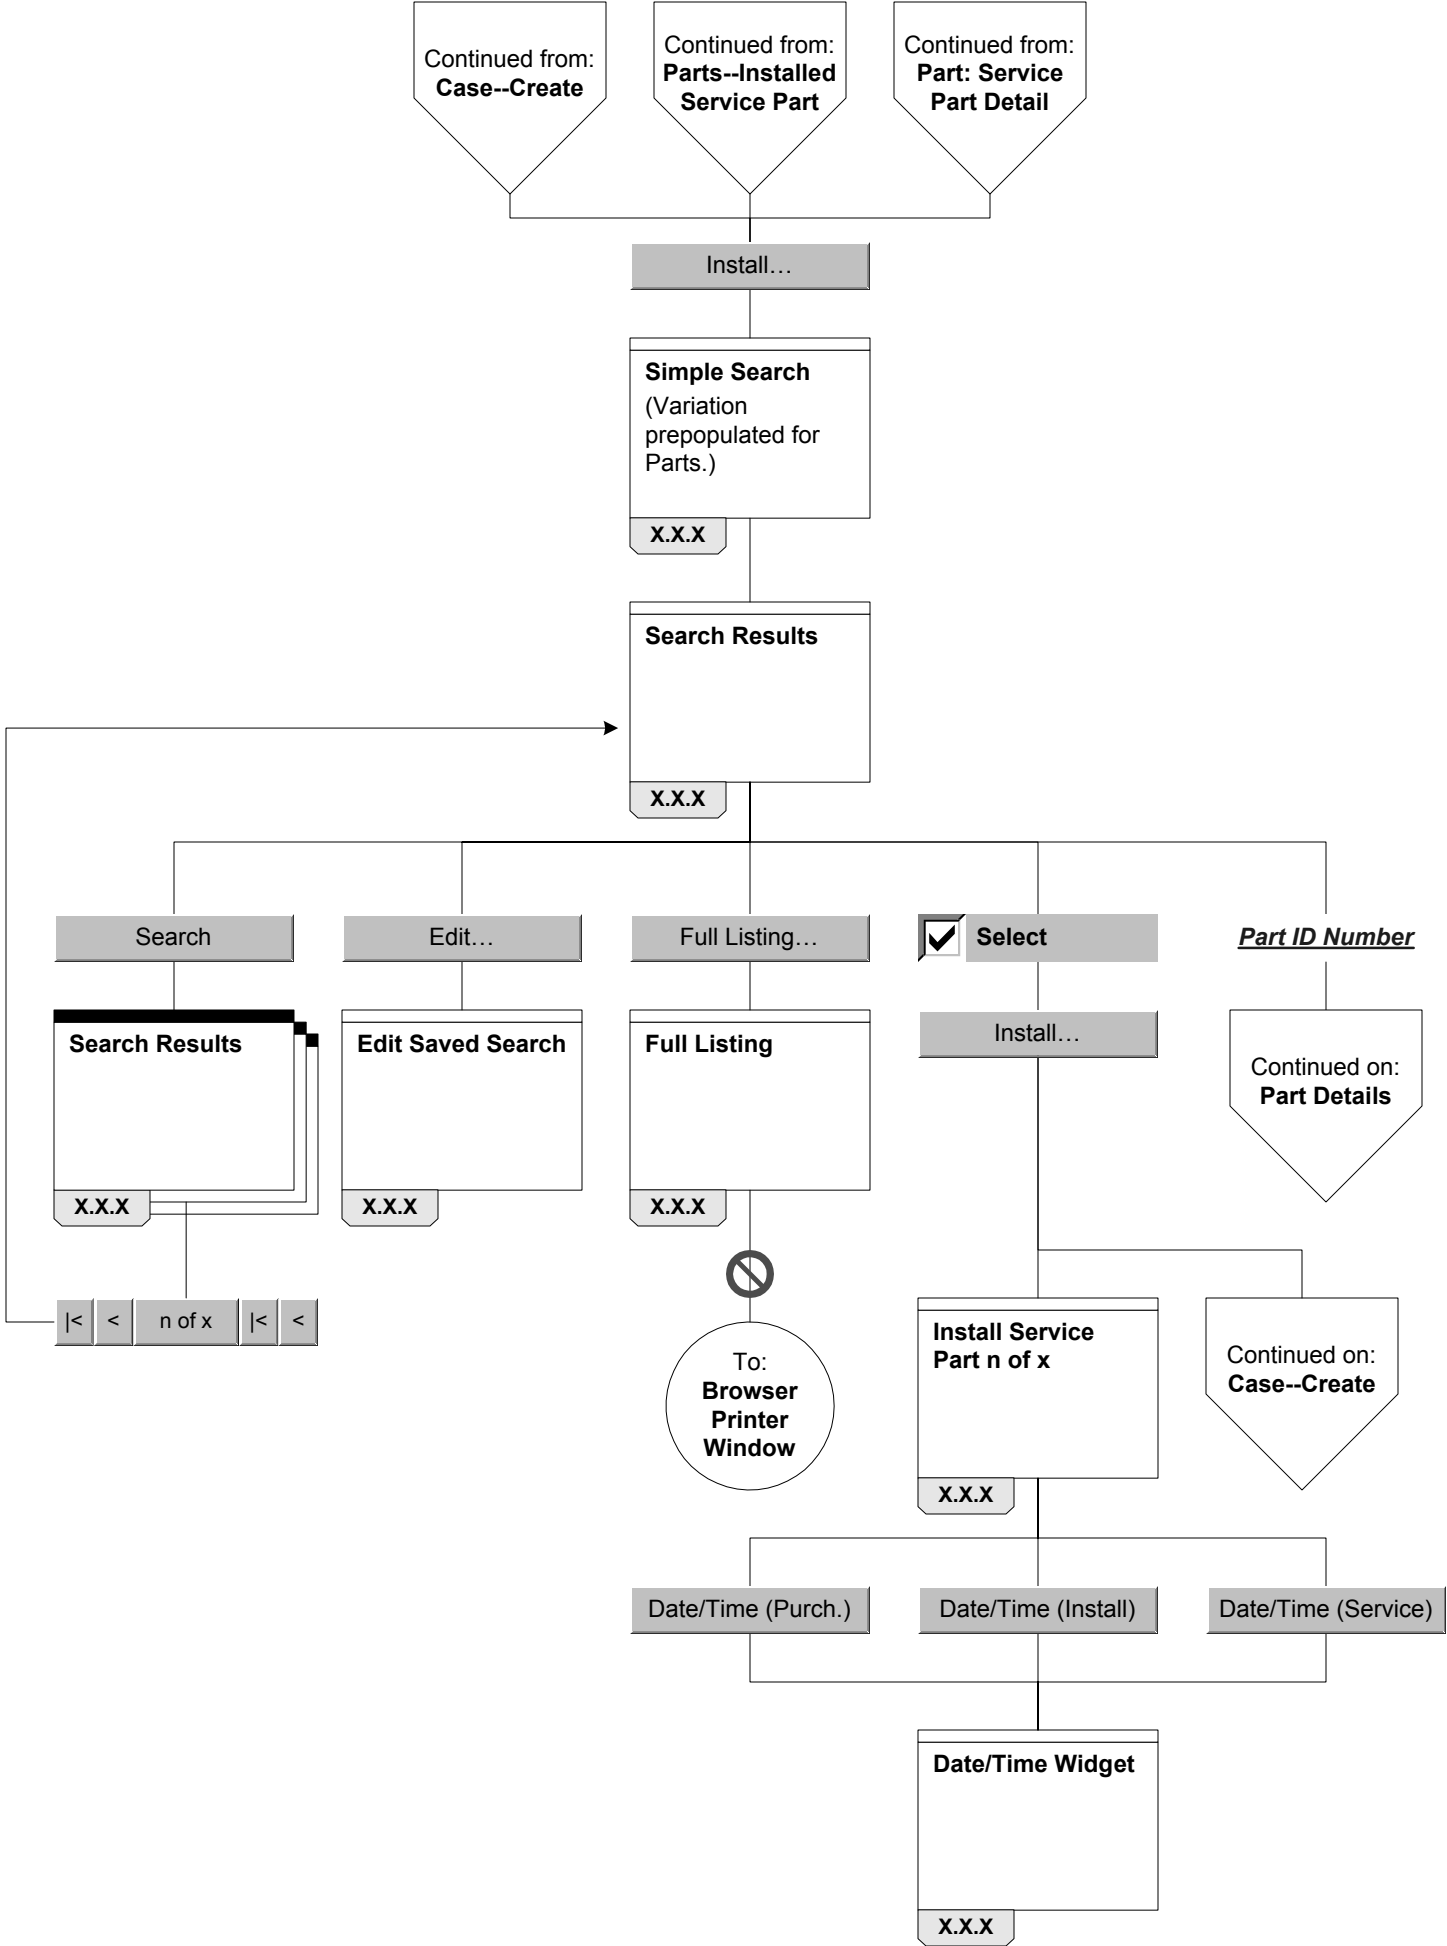 Continued from:
Case--Create
Continued from:
Parts--Installed
Service Part
Continued from:
Part: Service
Part Detail
Install…
Simple Search
(Variation
prepopulated for
Parts.)
X.X.X
Search Results
X.X.X
Search
Edit…
Full Listing…
Select
Part ID Number
Search Results
X.X.X
Edit Saved Search
X.X.X
Full Listing
X.X.X
Install…
Continued on:
Part Details
|<
<
n of x
|<
<
To:
Browser
Printer
Window
Install Service
Part n of x
X.X.X
Continued on:
Case--Create
Date/Time (Purch.)
Date/Time (Install)
Date/Time (Service)
Date/Time Widget
X.X.X